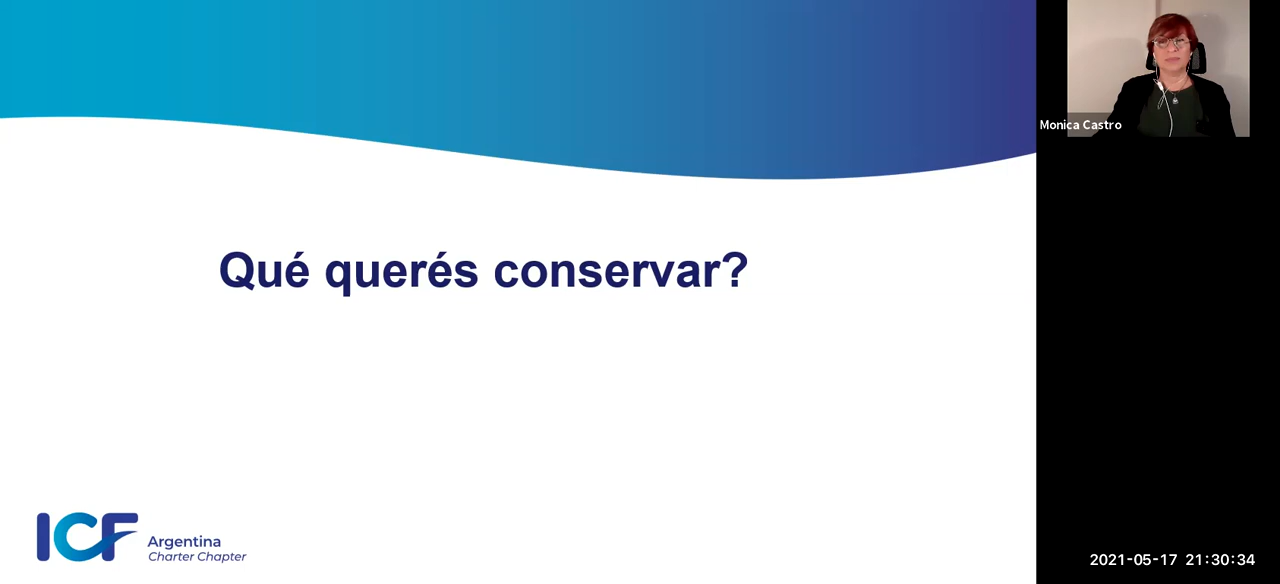 Qué querés conservar?
Monica Castro
ICF
Argentina
Charter Chapter
2021-05-17 21:30:34